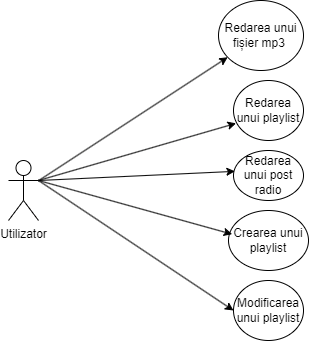 Redarea unui
fișier mp3
Redarea
unui playlist
Redarea
unui post
radio
Utilizator
Crearea unui
playlist
Modificarea
unui playlist